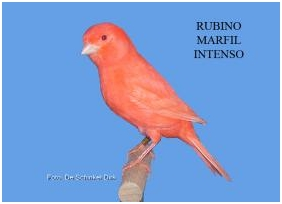 RUBINO
MARFIL
INTENSO
Foto: De Schinkel Dirk